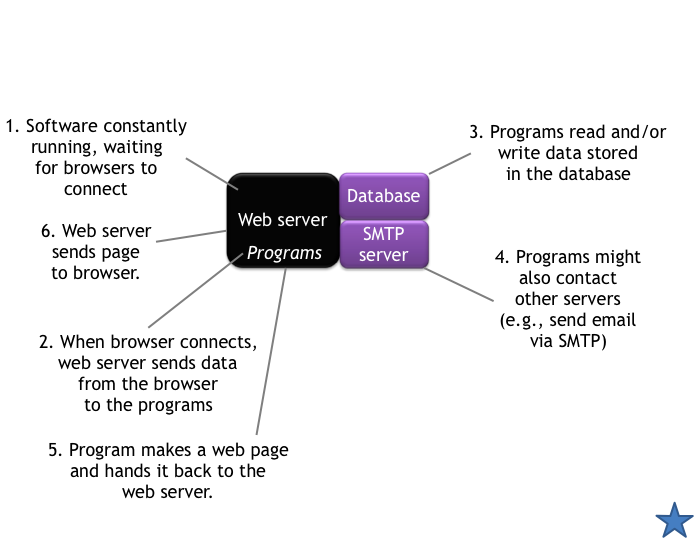 1. Software constantly
running, waiting
for browsers to
connect
6. Web server
sends page
to browser.
2. When browser connects,
web server sends data
from the browser
to the programs
5. Program makes a web page
and hands it back to the
web server.
Web server
Programs
Database
SMTP
server
3. Programs read and/or
write data stored
in the database
4. Programs might
also contact
other servers
(e.g., send email
via SMTP)